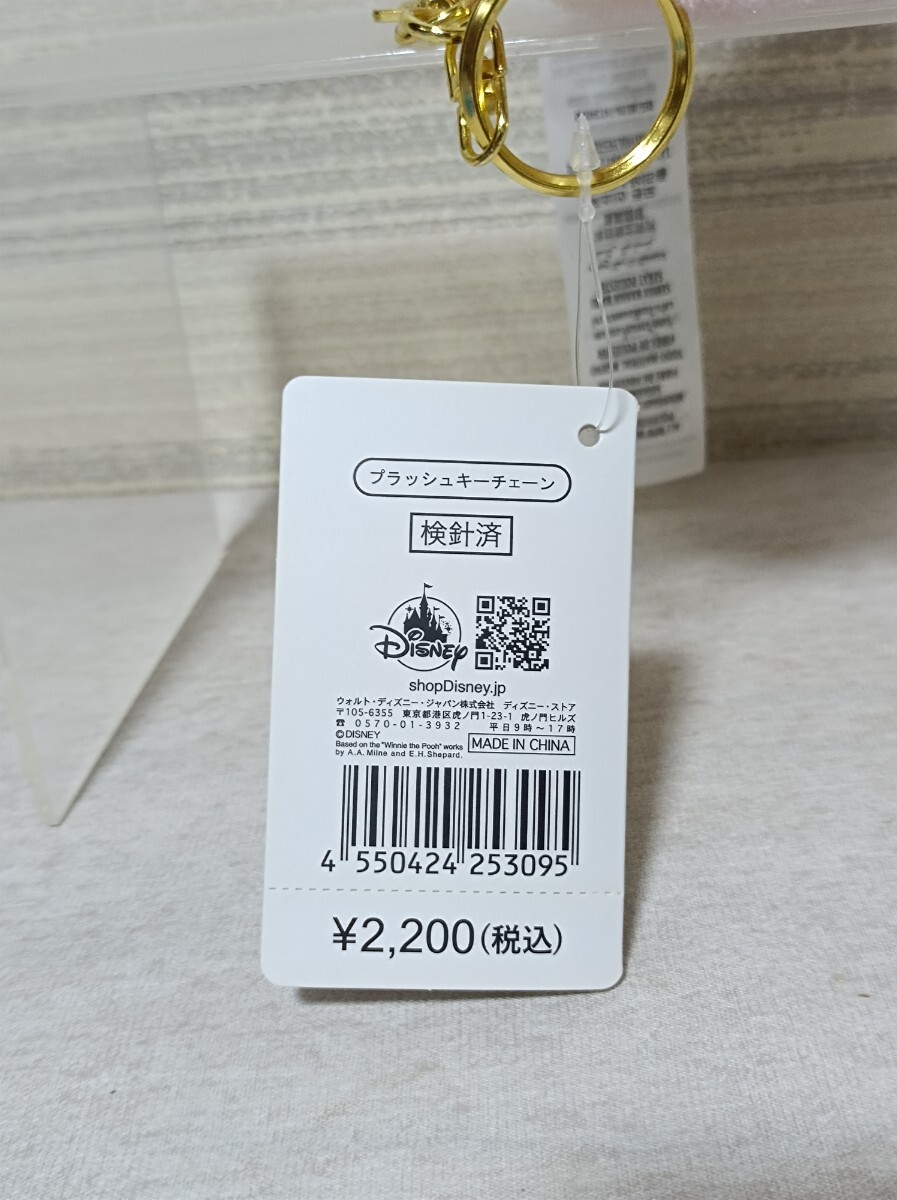 プラッシュキーチェーン
検針済
Disney
shopDisney.jp
ウォルト・ディズニー・ジャパン株式会社 ディズニー・ストア
〒105-6355 東京都港区虎ノ門1-23-1 虎ノ門ヒルズ
☎ 0570-01-3932 平日9時～17時
©DISNEY
Based on the "Winnie the Pooh" works
by A.A. Milne and E.H. Shepard.
MADE IN CHINA
4 550424 253095
¥2,200(税込)